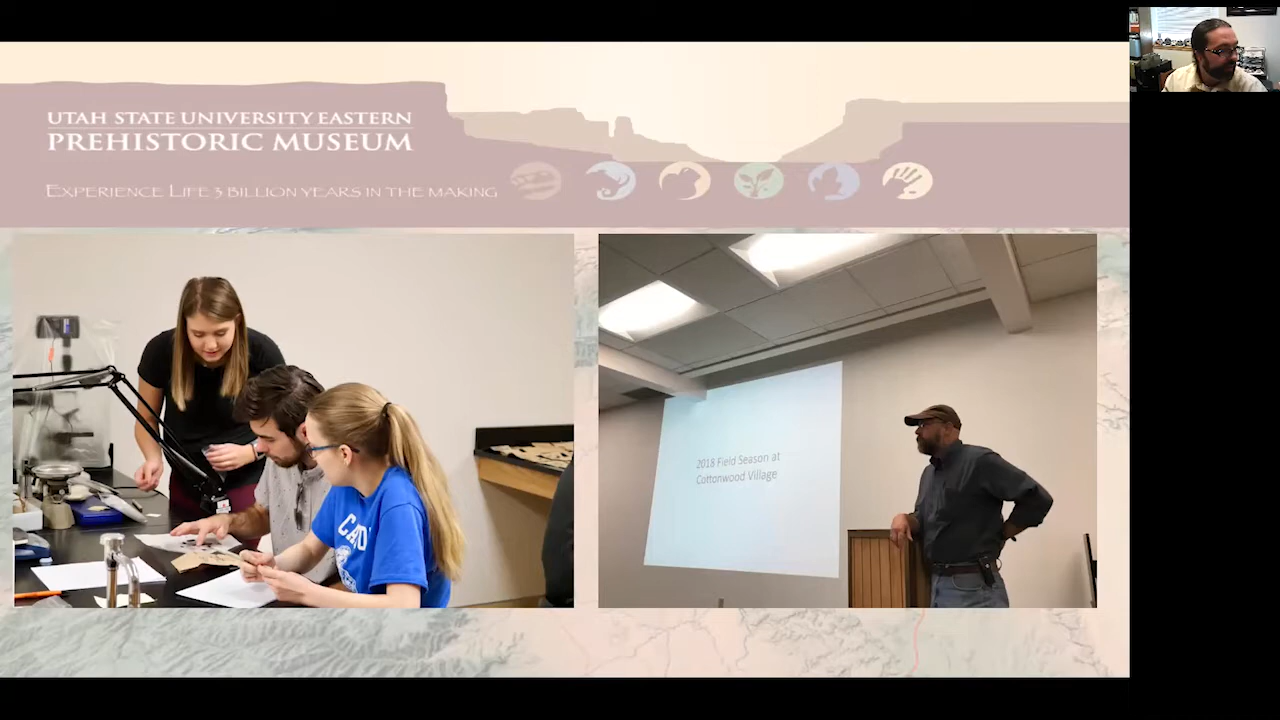 UTAH STATE UNIVERSITY EASTERN
PREHISTORIC MUSEUM
EXPERIENCE LIFE 3 BILLION YEARS IN THE MAKING
2018 Field Season at
Cottonwood Village